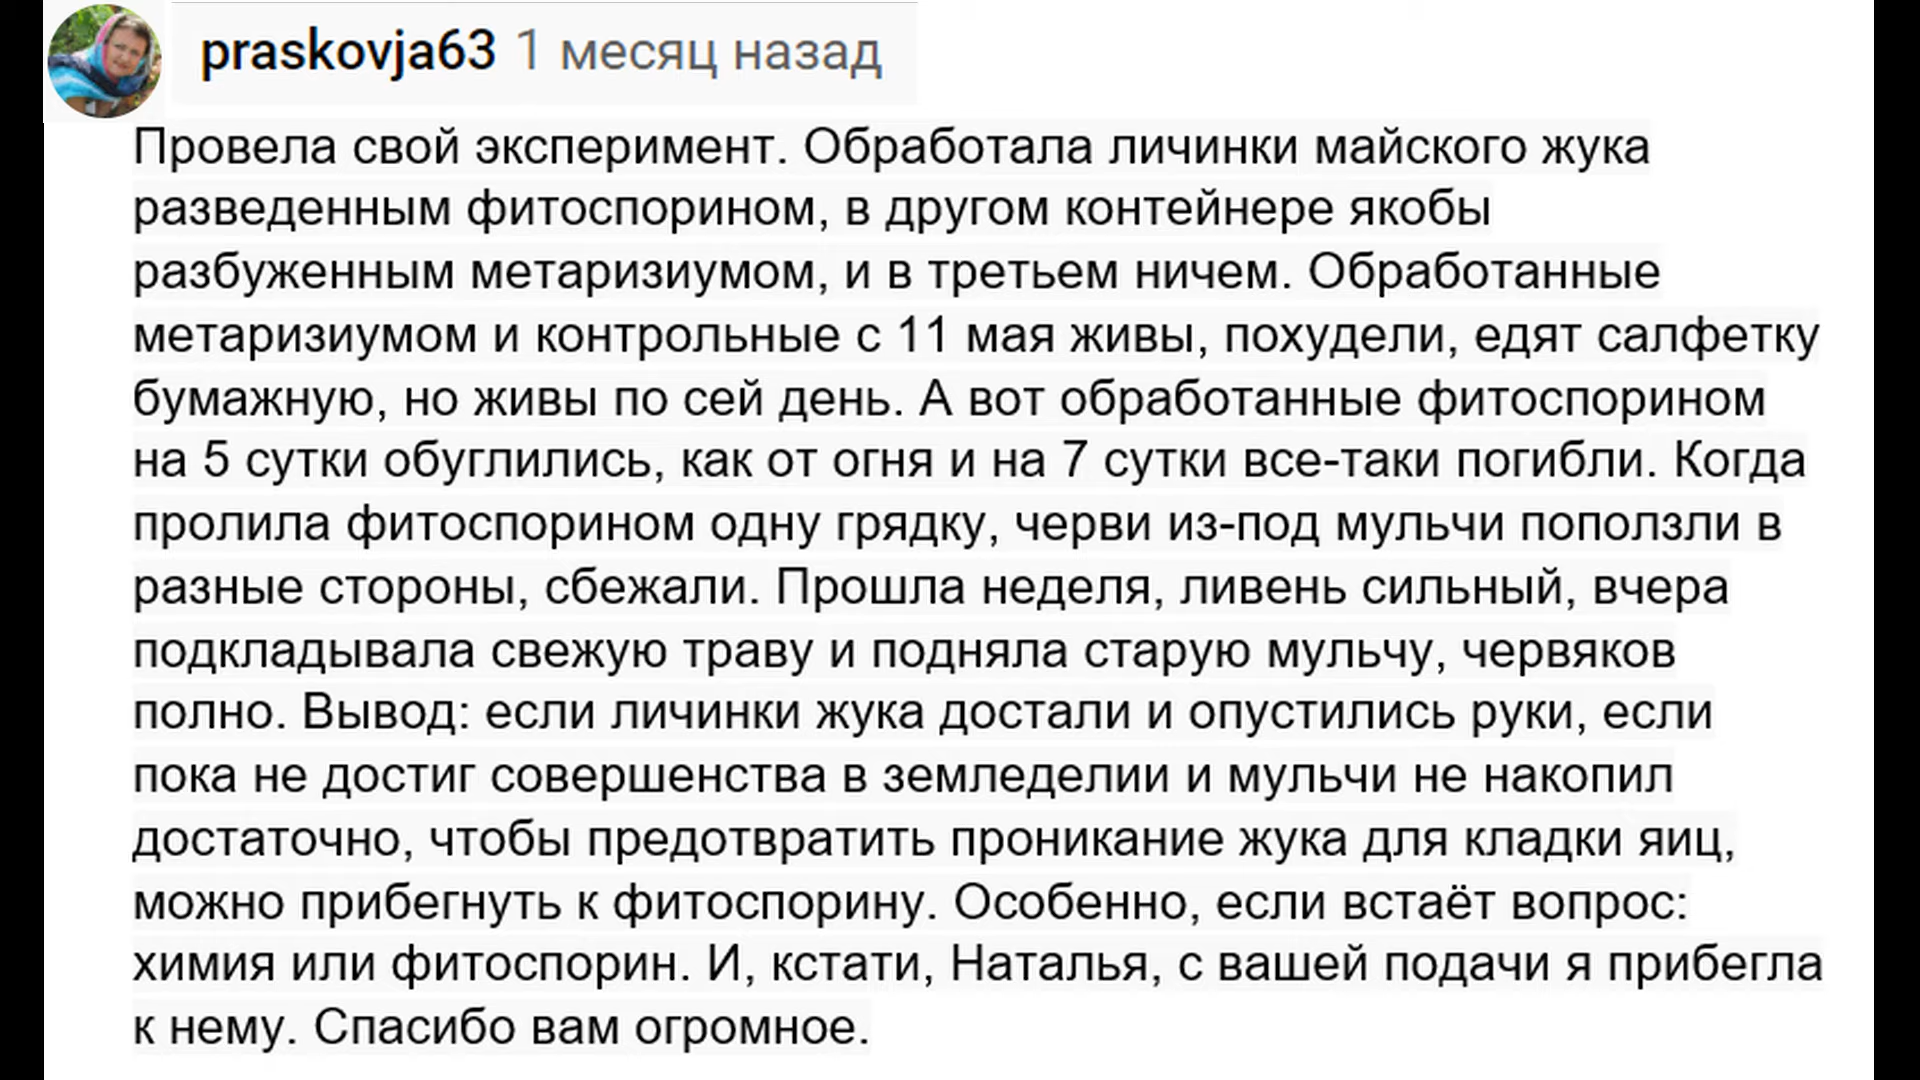 praskovja63 1 месяц назад
Провела свой эксперимент. Обработала личинки майского жука
разведенным фитоспорином, в другом контейнере якобы
разбуженным метаризиумом, и в третьем ничем. Обработанные
метаризиумом и контрольные с 11 мая живы, похудели, едят салфетку
бумажную, но живы по сей день. А вот обработанные фитоспорином
на 5 сутки обуглились, как от огня и на 7 сутки все-таки погибли. Когда
пролила фитоспорином одну грядку, черви из-под мульчи поползли в
разные стороны, сбежали. Прошла неделя, ливень сильный, вчера
подкладывала свежую траву и подняла старую мульчу, червяков
полно. Вывод: если личинки жука достали и опустились руки, если
пока не достиг совершенства в земледелии и мульчи не накопил
достаточно, чтобы предотвратить проникание жука для кладки яиц,
можно прибегнуть к фитоспорину. Особенно, если встаёт вопрос:
химия или фитоспорин. И, кстати, Наталья, с вашей подачи я прибегла
к нему. Спасибо вам огромное.